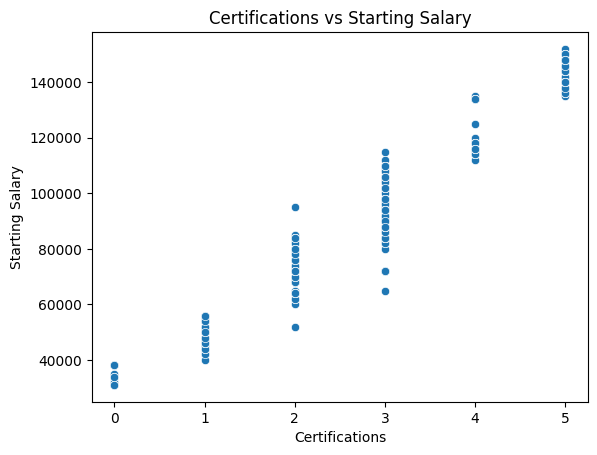 Certifications vs Starting Salary
Starting Salary
140000
120000
100000
80000
60000
40000
0 1 2 3 4 5
Certifications